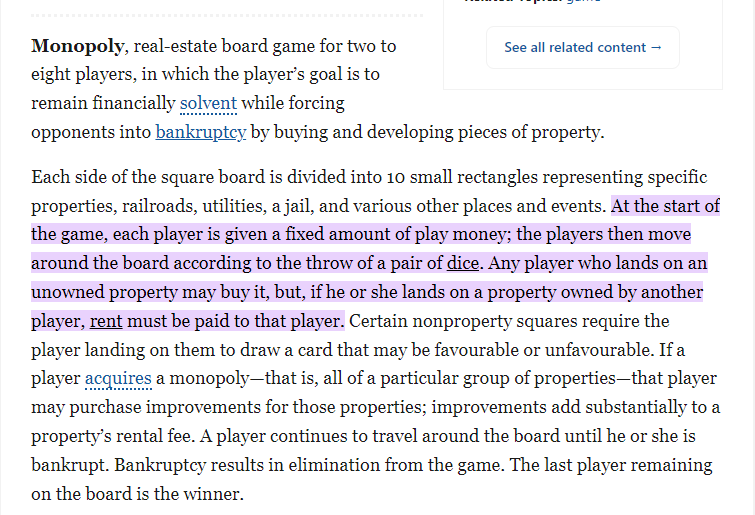 See all related content →
Monopoly, real-estate board game for two to
eight players, in which the player’s goal is to
remain financially solvent while forcing
opponents into bankruptcy by buying and developing pieces of property.
Each side of the square board is divided into 10 small rectangles representing specific
properties, railroads, utilities, a jail, and various other places and events. At the start of
the game, each player is given a fixed amount of play money; the players then move
around the board according to the throw of a pair of dice. Any player who lands on an
unowned property may buy it, but, if he or she lands on a property owned by another
player, rent must be paid to that player. Certain nonproperty squares require the
player landing on them to draw a card that may be favourable or unfavourable. If a
player acquires a monopoly—that is, all of a particular group of properties—that player
may purchase improvements for those properties; improvements add substantially to a
property’s rental fee. A player continues to travel around the board until he or she is
bankrupt. Bankruptcy results in elimination from the game. The last player remaining
on the board is the winner.